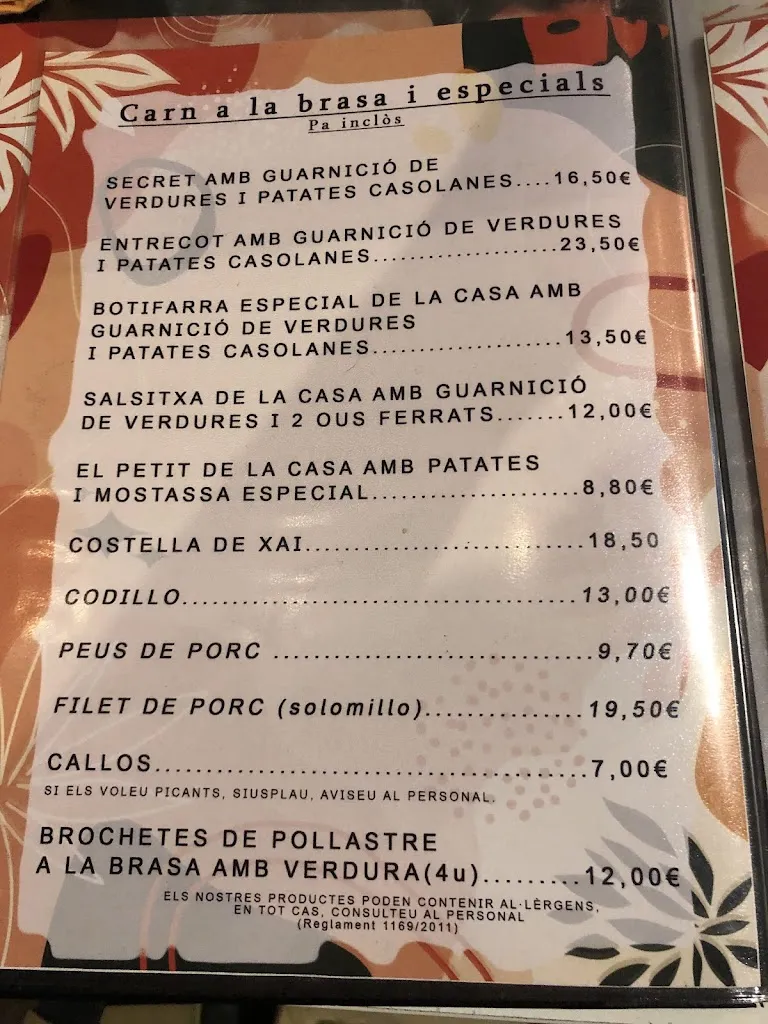 Carn a la brasa i especials
Pa inclòs
SECRET AMB GUARNICIÓ DE
VERDURES I PATATES CASOLANES....16,50€
ENTRECOT AMB GUARNICIÓ DE VERDURES
I PATATES CASOLANES....................23,50€
BOTIFARRA ESPECIAL DE LA CASA AMB
GUARNICIÓ DE VERDURES
I PATATES CASOLANES.....................13,50€
SALSITXA DE LA CASA AMB GUARNICIÓ
DE VERDURES I 2 OUS FERRATS.......12,00€
EL PETIT DE LA CASA AMB PATATES
I MOSTASSA ESPECIAL.......................8,80€
COSTELLA DE XAI..............................18,50
CODILLO...........................................13,00€
PEUS DE PORC ..................................9,70€
FILET DE PORC (solomillo)................19,50€
CALLOS..............................................7,00€
SI ELS VOLEU PICANTS, SIUSPLAU, AVISEU AL PERSONAL.
BROCHETES DE POLLASTRE
A LA BRASA AMB VERDURA(4u)..........12,00€
ELS NOSTRES PRODUCTES PODEN CONTENIR AL·LÈRGENS,
EN TOT CAS, CONSULTEU AL PERSONAL
(Reglament 1169/2011)